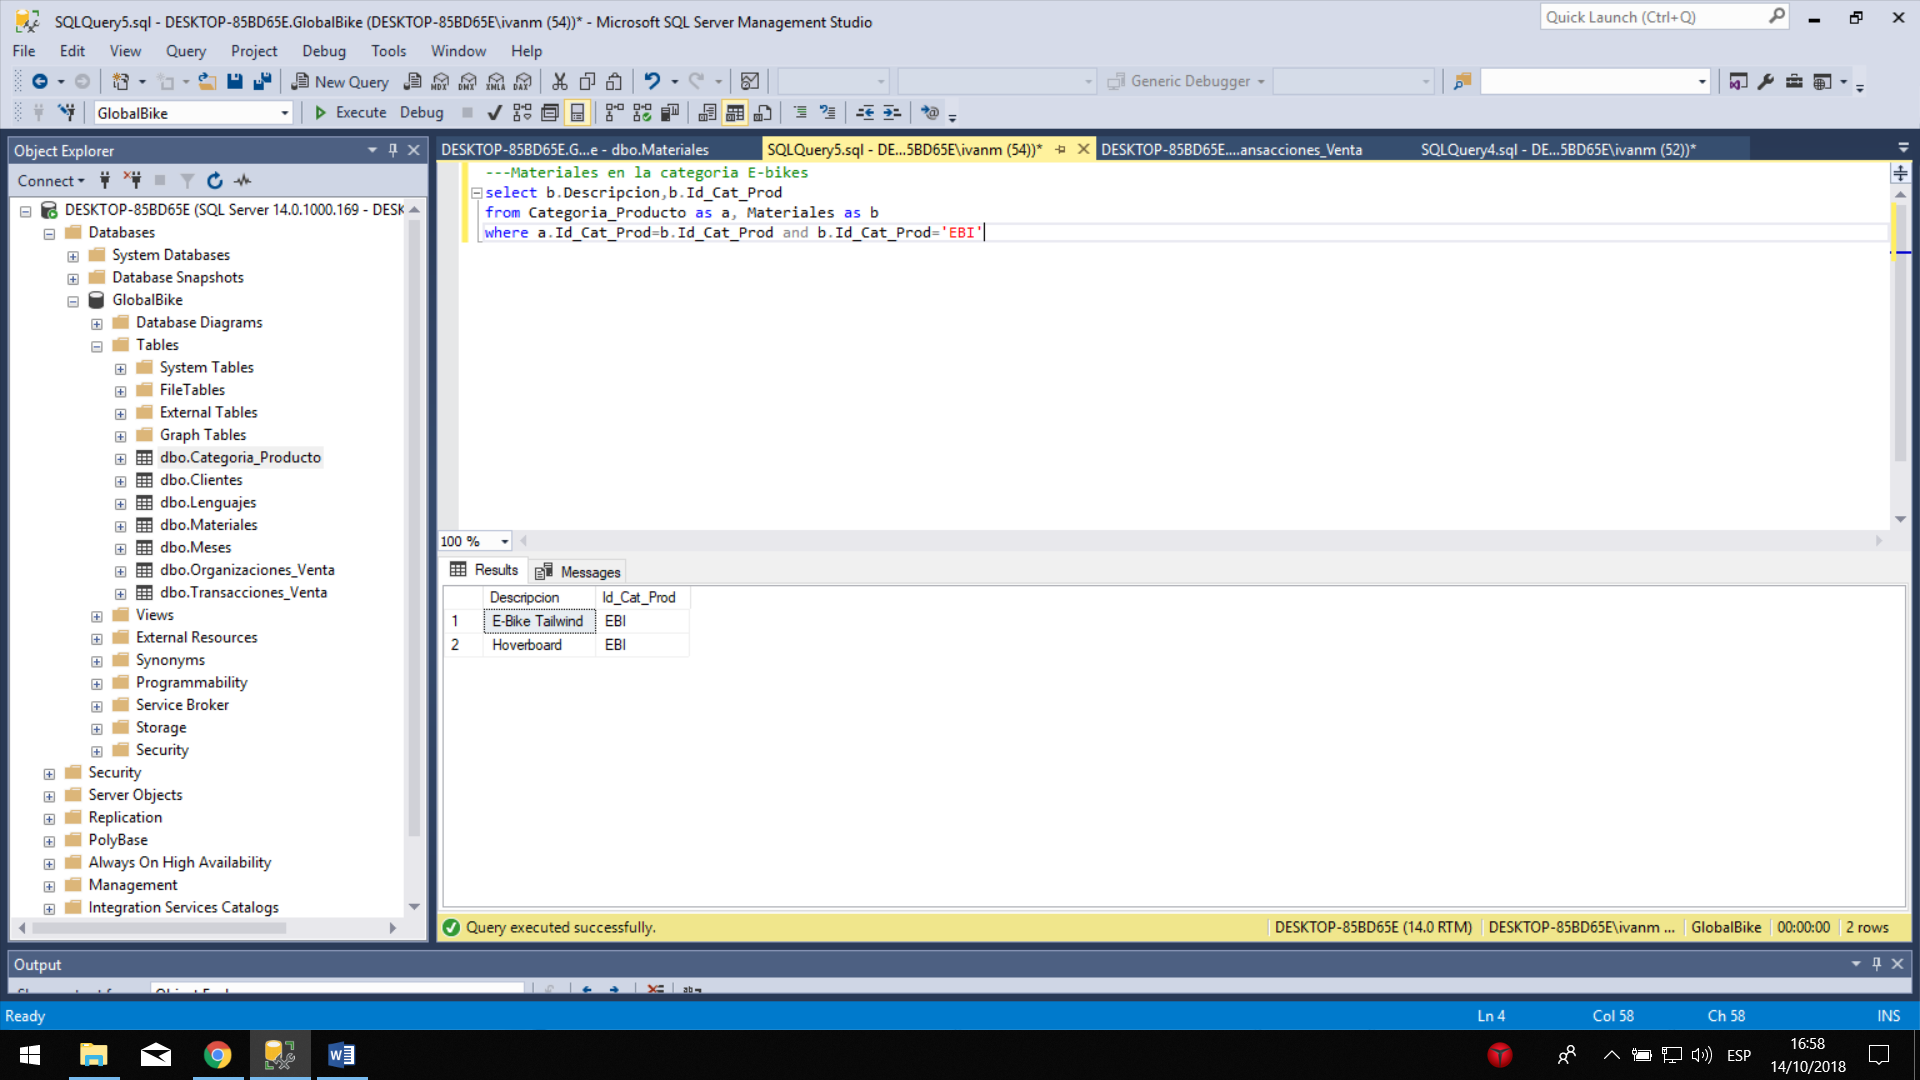 SQLQuery5.sql - DESKTOP-85BD65E.GlobalBike (DESKTOP-85BD65E\ivanm (54))* - Microsoft SQL Server Management Studio
Quick Launch (Ctrl+Q)
File Edit View Query Project Debug Tools Window Help
New Query MDX DMX XMLA DAX Generic Debugger
GlobalBike Execute Debug
Object Explorer
Connect
DESKTOP-85BD65E (SQL Server 14.0.1000.169 - DESK
Databases
System Databases
Database Snapshots
GlobalBike
Database Diagrams
Tables
System Tables
FileTables
External Tables
Graph Tables
dbo.Categoria_Producto
dbo.Clientes
dbo.Lenguajes
dbo.Materiales
dbo.Meses
dbo.Organizaciones_Venta
dbo.Transacciones_Venta
Views
External Resources
Synonyms
Programmability
Service Broker
Storage
Security
Security
Server Objects
Replication
PolyBase
Always On High Availability
Management
Integration Services Catalogs
DESKTOP-85BD65E.G...e - dbo.Materiales SQLQuery5.sql - DE...5BD65E\ivanm (54))* DESKTOP-85BD65E....ansacciones_Venta SQLQuery4.sql - DE...5BD65E\ivanm (52))*
---Materiales en la categoria E-bikes
select b.Descripcion,b.Id_Cat_Prod
from Categoria_Producto as a, Materiales as b
where a.Id_Cat_Prod=b.Id_Cat_Prod and b.Id_Cat_Prod='EBI'
100 %
Results Messages
Descripcion Id_Cat_Prod
1 E-Bike Tailwind EBI
2 Hoverboard EBI
Query executed successfully. DESKTOP-85BD65E (14.0 RTM) DESKTOP-85BD65E\ivanm ... GlobalBike 00:00:00 2 rows
Output
Ready Ln 4 Col 58 Ch 58 INS
ESP
16:58
14/10/2018